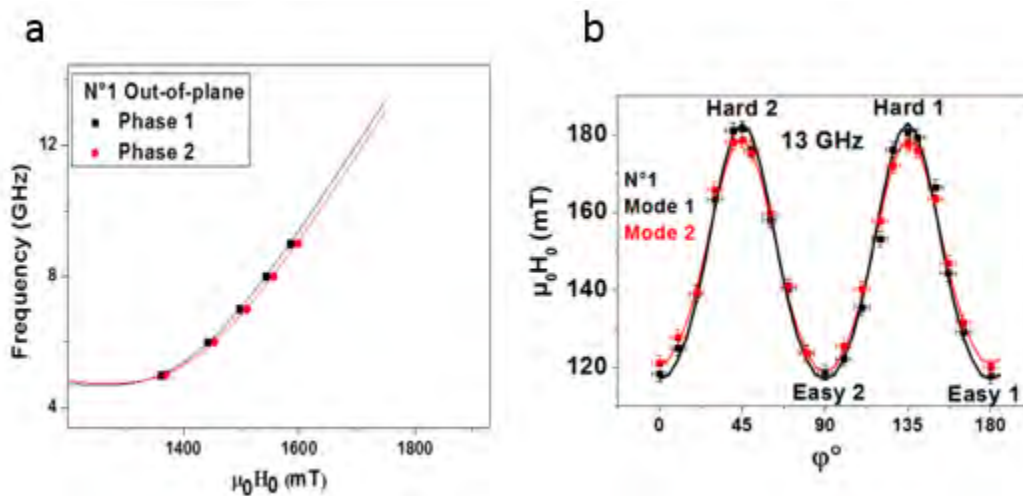 a
N°1 Out-of-plane
Phase 1
Phase 2
Frequency (GHz)
12
8
4
1400
1600
1800
μ0H0 (mT)
b
Hard 2
Hard 1
13 GHz
N°1
Mode 1
Mode 2
Easy 2
Easy 1
μ0H0 (mT)
180
160
140
120
0
45
90
135
180
φ°